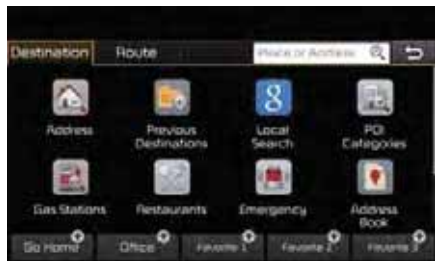 Destination Route Place or Address
Address Previous Destinations Local Search POI Categories
Gas Stations Restaurants Emergency Address Book
Go Home Office Favorite 1 Favorite 2 Favorite 3